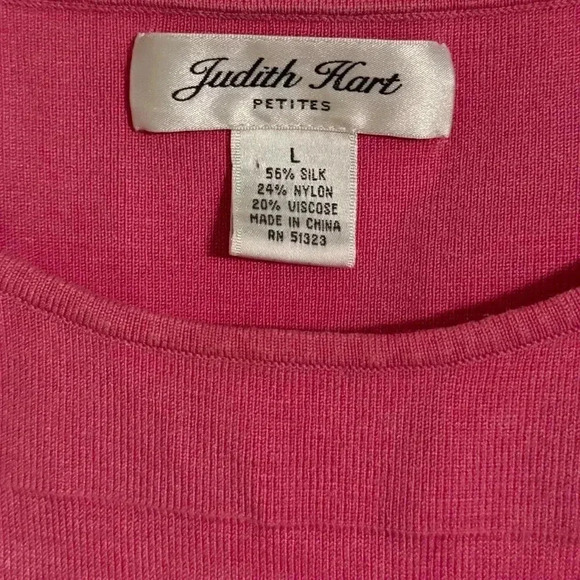 Judith Hart
PETITES
L
56% SILK
24% NYLON
20% VISCOSE
MADE IN CHINA
RN 51323